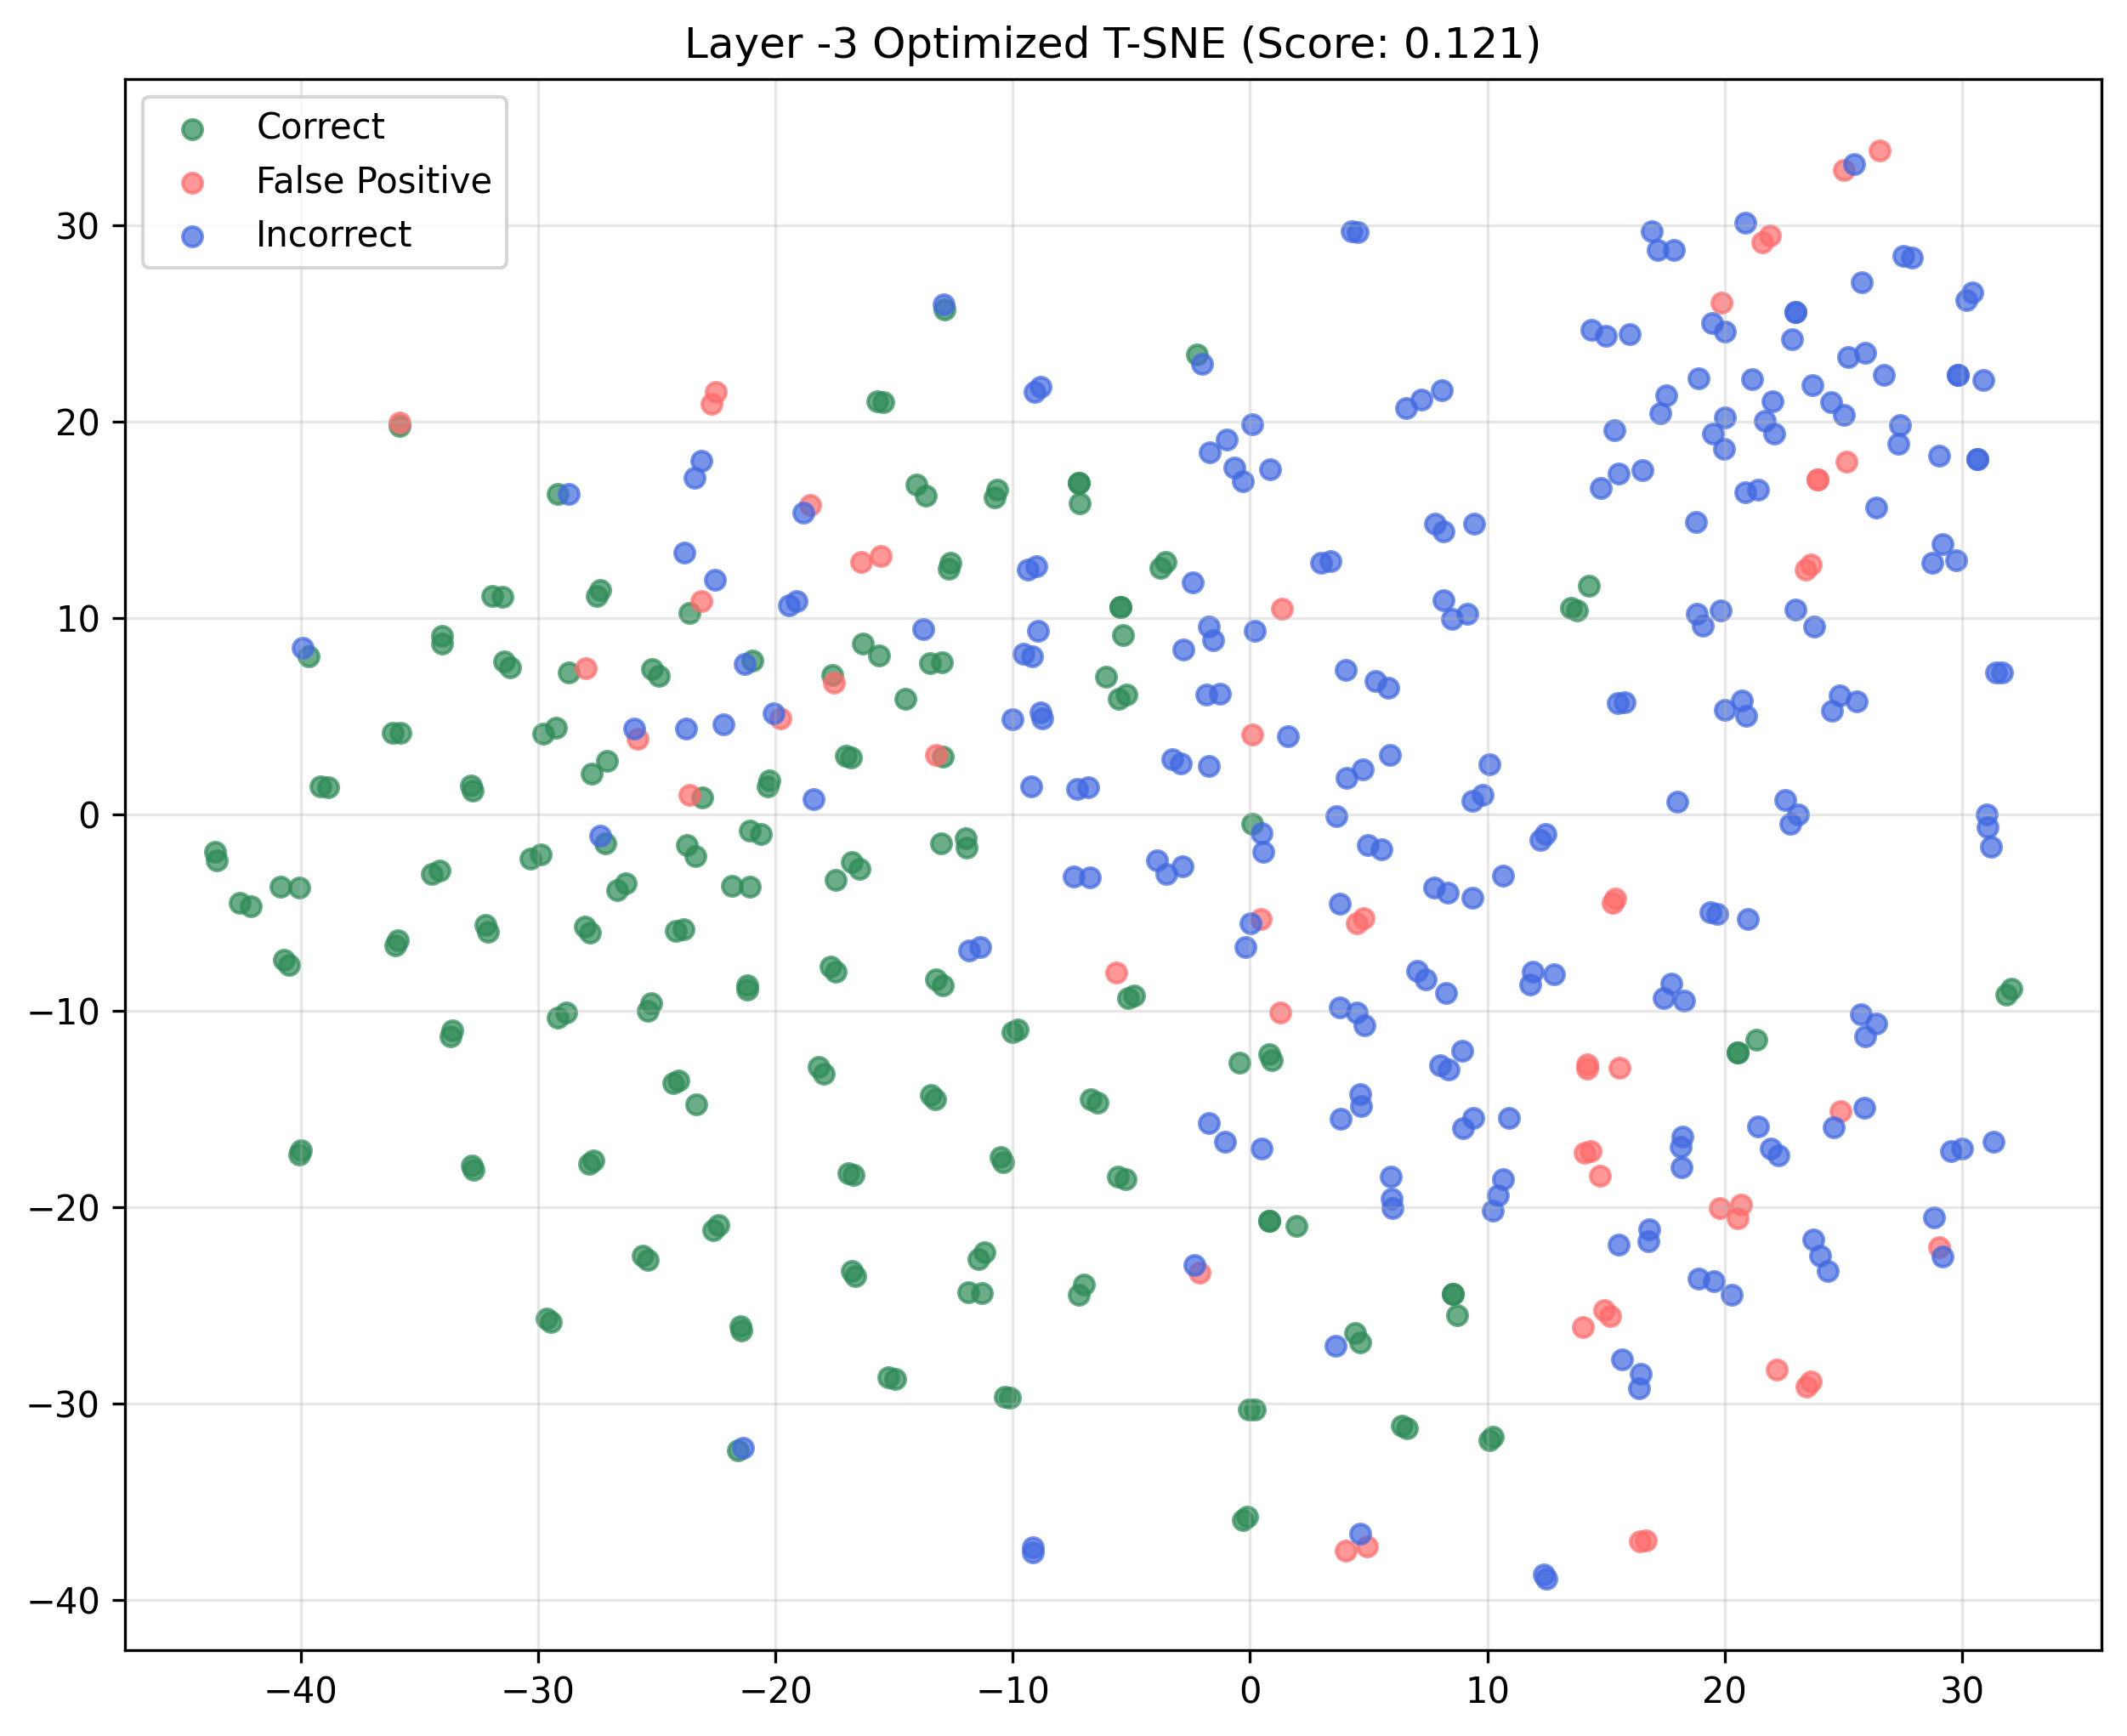 Layer -3 Optimized T-SNE (Score: 0.121)
Correct
False Positive
Incorrect
30
20
10
0
−10
−20
−30
−40
−40 −30 −20 −10 0 10 20 30